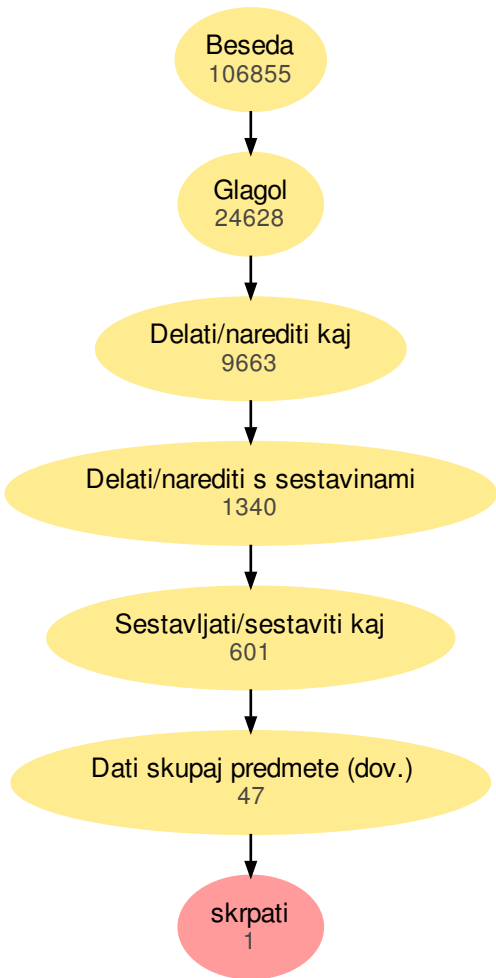 Beseda
106855
Glagol
24628
Delati/narediti kaj
9663
Delati/narediti s sestavinami
1340
Sestavljati/sestaviti kaj
601
Dati skupaj predmete (dov.)
47
skrpati
1